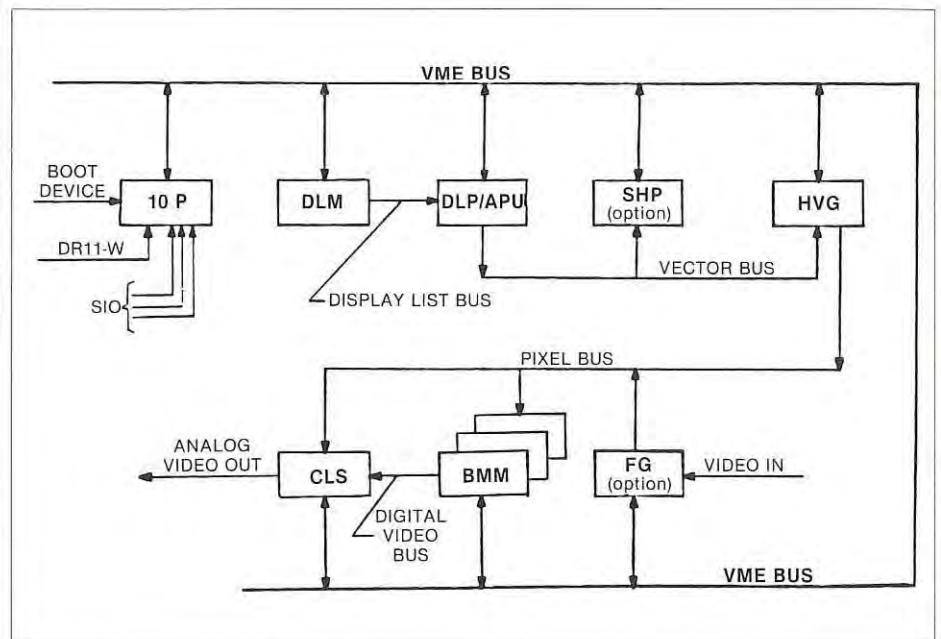 VME BUS
BOOT
DEVICE
10 P
DLM
DLP/APU
SHP
(option)
HVG
DR11-W
VECTOR BUS
SIO
DISPLAY LIST BUS
PIXEL BUS
ANALOG
VIDEO OUT
CLS
BMM
FG
(option)
VIDEO IN
DIGITAL
VIDEO
BUS
VME BUS